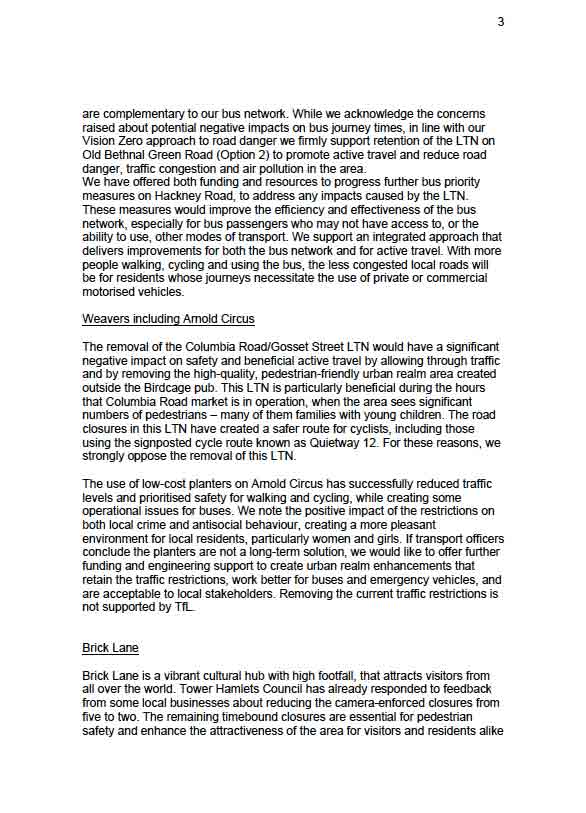 3
are complementary to our bus network. While we acknowledge the concerns
raised about potential negative impacts on bus journey times, in line with our
Vision Zero approach to road danger we firmly support retention of the LTN on
Old Bethnal Green Road (Option 2) to promote active travel and reduce road
danger, traffic congestion and air pollution in the area.
We have offered both funding and resources to progress further bus priority
measures on Hackney Road, to address any impacts caused by the LTN.
These measures would improve the efficiency and effectiveness of the bus
network, especially for bus passengers who may not have access to, or the
ability to use, other modes of transport. We support an integrated approach that
delivers improvements for both the bus network and for active travel. With more
people walking, cycling and using the bus, the less congested local roads will
be for residents whose journeys necessitate the use of private or commercial
motorised vehicles.
Weavers including Arnold Circus
The removal of the Columbia Road/Gosset Street LTN would have a significant
negative impact on safety and beneficial active travel by allowing through traffic
and by removing the high-quality, pedestrian-friendly urban realm area created
outside the Birdcage pub. This LTN is particularly beneficial during the hours
that Columbia Road market is in operation, when the area sees significant
numbers of pedestrians – many of them families with young children. The road
closures in this LTN have created a safer route for cyclists, including those
using the signposted cycle route known as Quietway 12. For these reasons, we
strongly oppose the removal of this LTN.
The use of low-cost planters on Arnold Circus has successfully reduced traffic
levels and prioritised safety for walking and cycling, while creating some
operational issues for buses. We note the positive impact of the restrictions on
both local crime and antisocial behaviour, creating a more pleasant
environment for local residents, particularly women and girls. If transport officers
conclude the planters are not a long-term solution, we would like to offer further
funding and engineering support to create urban realm enhancements that
retain the traffic restrictions, work better for buses and emergency vehicles, and
are acceptable to local stakeholders. Removing the current traffic restrictions is
not supported by TfL.
Brick Lane
Brick Lane is a vibrant cultural hub with high footfall, that attracts visitors from
all over the world. Tower Hamlets Council has already responded to feedback
from some local businesses about reducing the camera-enforced closures from
five to two. The remaining timebound closures are essential for pedestrian
safety and enhance the attractiveness of the area for visitors and residents alike